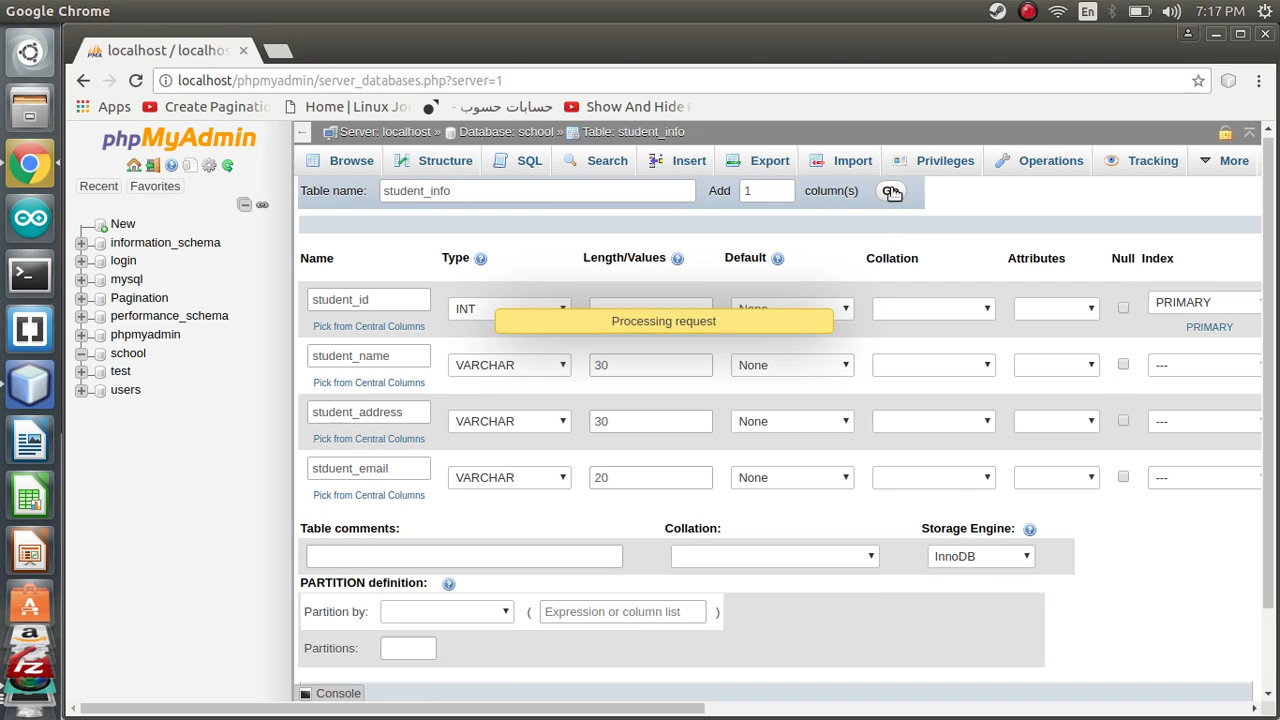 Google Chrome En 7:17 PM
localhost / localhos
localhost/phpmyadmin/server_databases.php?server=1
Apps Create Paginatio Home | Linux Jou حسابات حسوب - Show And Hide P
phpMyAdmin
Recent Favorites
New
information_schema
login
mysql
Pagination
performance_schema
phpmyadmin
school
test
users
Server: localhost » Database: school » Table: student_info
Browse Structure SQL Search Insert Export Import Privileges Operations Tracking More
Table name: student_info Add 1 column(s)
Name Type Length/Values Default Collation Attributes Null Index
student_id INT None PRIMARY
Pick from Central Columns PRIMARY
Processing request
student_name VARCHAR 30 None ---
Pick from Central Columns
student_address VARCHAR 30 None ---
Pick from Central Columns
stduent_email VARCHAR 20 None ---
Pick from Central Columns
Table comments: Collation: Storage Engine:
InnoDB
PARTITION definition:
Partition by: ( Expression or column list )
Partitions:
Console